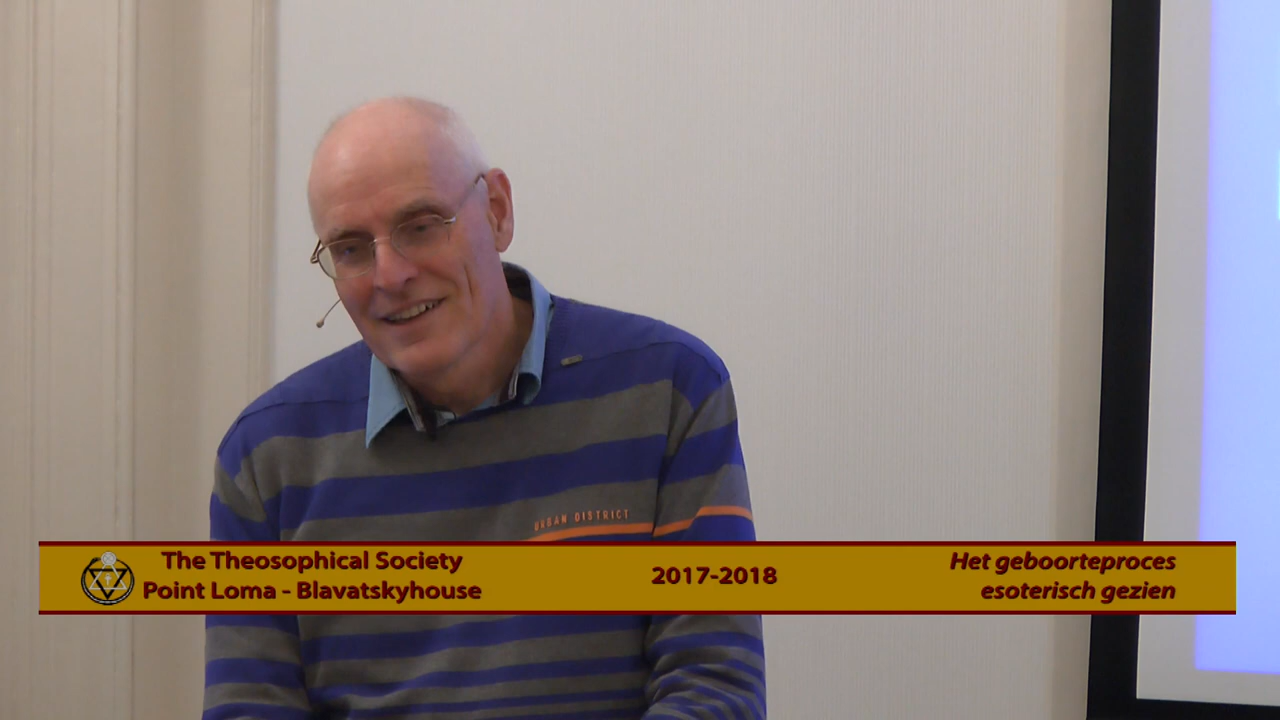 URBAN DISTRICT
The Theosophical Society
Point Loma - Blavatskyhouse
2017-2018
Het geboorteproces
esoterisch gezien